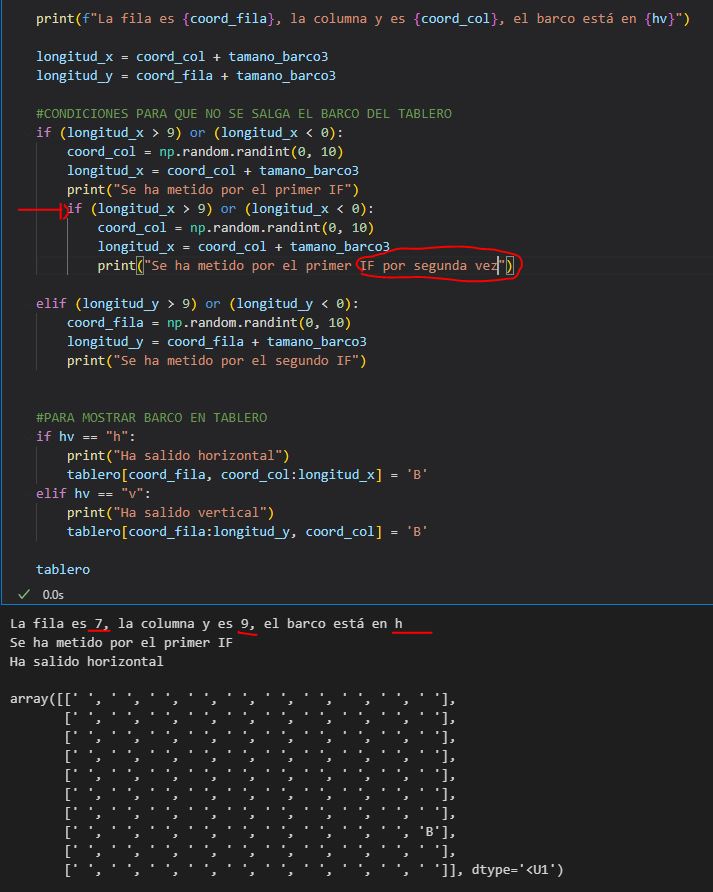 print(f"La fila es {coord_fila}, la columna y es {coord_col}, el barco está en {hv}")
longitud_x = coord_col + tamano_barco3
longitud_y = coord_fila + tamano_barco3
#CONDICIONES PARA QUE NO SE SALGA EL BARCO DEL TABLERO
if (longitud_x > 9) or (longitud_x < 0):
    coord_col = np.random.randint(0, 10)
    longitud_x = coord_col + tamano_barco3
    print("Se ha metido por el primer IF")
    if (longitud_x > 9) or (longitud_x < 0):
        coord_col = np.random.randint(0, 10)
        longitud_x = coord_col + tamano_barco3
        print("Se ha metido por el primer IF por segunda vez")
elif (longitud_y > 9) or (longitud_y < 0):
    coord_fila = np.random.randint(0, 10)
    longitud_y = coord_fila + tamano_barco3
    print("Se ha metido por el segundo IF")
#PARA MOSTRAR BARCO EN TABLERO
if hv == "h":
    print("Ha salido horizontal")
    tablero[coord_fila, coord_col:longitud_x] = 'B'
elif hv == "v":
    print("Ha salido vertical")
    tablero[coord_fila:longitud_y, coord_col] = 'B'
tablero
0.0s
La fila es 7, la columna y es 9, el barco está en h
Se ha metido por el primer IF
Ha salido horizontal
array([[' ', ' ', ' ', ' ', ' ', ' ', ' ', ' ', ' ', ' '],
       [' ', ' ', ' ', ' ', ' ', ' ', ' ', ' ', ' ', ' '],
       [' ', ' ', ' ', ' ', ' ', ' ', ' ', ' ', ' ', ' '],
       [' ', ' ', ' ', ' ', ' ', ' ', ' ', ' ', ' ', ' '],
       [' ', ' ', ' ', ' ', ' ', ' ', ' ', ' ', ' ', ' '],
       [' ', ' ', ' ', ' ', ' ', ' ', ' ', ' ', ' ', ' '],
       [' ', ' ', ' ', ' ', ' ', ' ', ' ', ' ', ' ', ' '],
       [' ', ' ', ' ', ' ', ' ', ' ', ' ', ' ', ' ', 'B'],
       [' ', ' ', ' ', ' ', ' ', ' ', ' ', ' ', ' ', ' '],
       [' ', ' ', ' ', ' ', ' ', ' ', ' ', ' ', ' ', ' ']], dtype='<U1')